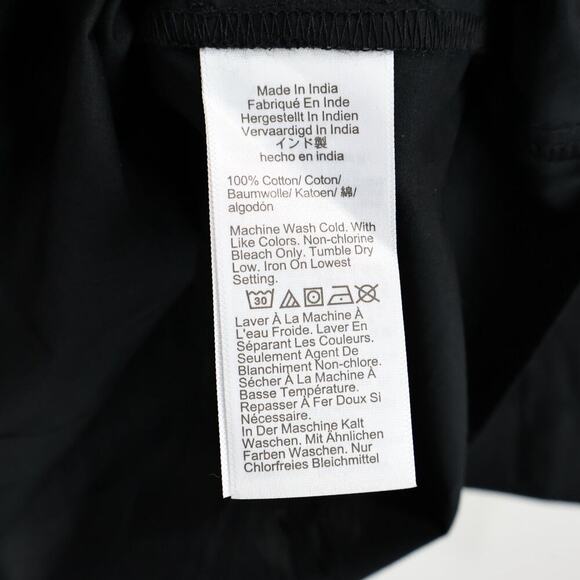 Made In India
Fabriqué En Inde
Hergestellt In Indien
Vervaardigd In India
インド製
hecho en india
100% Cotton/ Coton/
Baumwolle/ Katoen/ 綿/
algodón
Machine Wash Cold. With
Like Colors. Non-chlorine
Bleach Only. Tumble Dry
Low. Iron On Lowest
Setting.
30
Laver À La Machine À
L'eau Froide. Laver En
Séparant Les Couleurs.
Seulement Agent De
Blanchiment Non-chlore.
Sécher À La Machine À
Basse Température.
Repasser À Fer Doux Si
Nécessaire.
In Der Maschine Kalt
Waschen. Mit Ähnlichen
Farben Waschen. Nur
Chlorfreies Bleichmittel